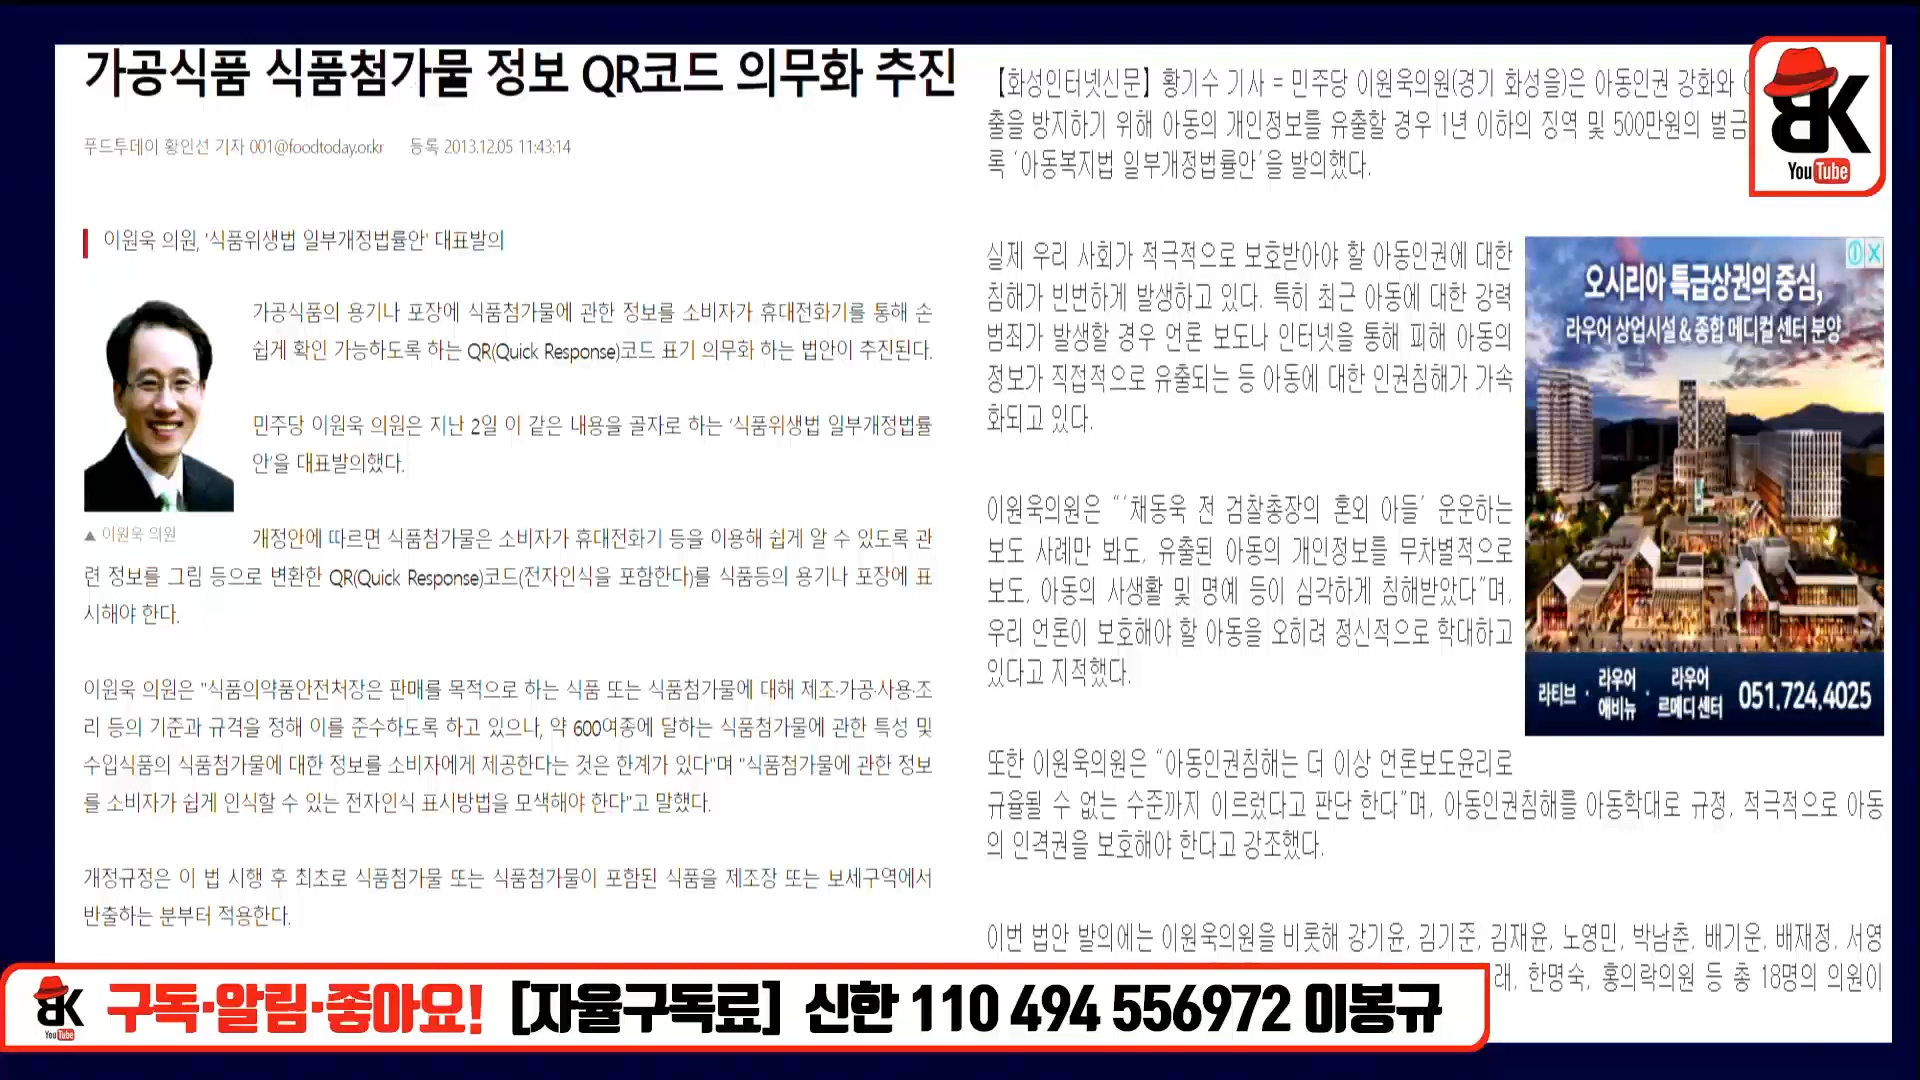 가공식품 식품첨가물 정보 QR코드 의무화 추진
푸드투데이 황인선 기자 001@foodtoday.or.kr 등록 2013.12.05 11:43:14
이원욱 의원, '식품위생법 일부개정법률안' 대표발의
가공식품의 용기나 포장에 식품첨가물에 관한 정보를 소비자가 휴대전화기를 통해 손
쉽게 확인 가능하도록 하는 QR(Quick Response)코드 표기 의무화 하는 법안이 추진된다.
민주당 이원욱 의원은 지난 2일 이 같은 내용을 골자로 하는 '식품위생법 일부개정법률
안'을 대표발의했다.
▲ 이원욱 의원
개정안에 따르면 식품첨가물은 소비자가 휴대전화기 등을 이용해 쉽게 알 수 있도록 관
련 정보를 그림 등으로 변환한 QR(Quick Response)코드(전자인식을 포함한다)를 식품등의 용기나 포장에 표
시해야 한다.
이원욱 의원은 "식품의약품안전처장은 판매를 목적으로 하는 식품 또는 식품첨가물에 대해 제조·가공·사용·조
리 등의 기준과 규격을 정해 이를 준수하도록 하고 있으나, 약 600여종에 달하는 식품첨가물에 관한 특성 및
수입식품의 식품첨가물에 대한 정보를 소비자에게 제공한다는 것은 한계가 있다"며 "식품첨가물에 관한 정보
를 소비자가 쉽게 인식할 수 있는 전자인식 표시방법을 모색해야 한다"고 말했다.
개정규정은 이 법 시행 후 최초로 식품첨가물 또는 식품첨가물이 포함된 식품을 제조장 또는 보세구역에서
반출하는 분부터 적용한다.
【화성인터넷신문】 황기수 기사 = 민주당 이원욱의원(경기 화성을)은 아동인권 강화와
출을 방지하기 위해 아동의 개인정보를 유출할 경우 1년 이하의 징역 및 500만원의 벌금
록 '아동복지법 일부개정법률안'을 발의했다.
실제 우리 사회가 적극적으로 보호받아야 할 아동인권에 대한
침해가 빈번하게 발생하고 있다. 특히 최근 아동에 대한 강력
범죄가 발생할 경우 언론 보도나 인터넷을 통해 피해 아동의
정보가 직접적으로 유출되는 등 아동에 대한 인권침해가 가속
화되고 있다.
이원욱의원은 "'채동욱 전 검찰총장의 혼외 아들' 운운하는
보도 사례만 봐도, 유출된 아동의 개인정보를 무차별적으로
보도, 아동의 사생활 및 명예 등이 심각하게 침해받았다"며,
우리 언론이 보호해야 할 아동을 오히려 정신적으로 학대하고
있다고 지적했다.
또한 이원욱의원은 "아동인권침해는 더 이상 언론보도윤리로
규율될 수 없는 수준까지 이르렀다고 판단 한다"며, 아동인권침해를 아동학대로 규정, 적극적으로 아동
의 인격권을 보호해야 한다고 강조했다.
이번 법안 발의에는 이원욱의원을 비롯해 강기윤, 김기준, 김재윤, 노영민, 박남춘, 배기운, 배재정, 서영
래, 한명숙, 홍의락의원 등 총 18명의 의원이
오시리아 특급상권의 중심,
라우어 상업시설 & 종합 메디컬 센터 분양
라티브 · 라우어 애비뉴 · 라우어 르메디 센터 051.724.4025
BK
YouTube
BK
YouTube
구독·알림·좋아요! [자율구독료] 신한 110 494 556972 이봉규